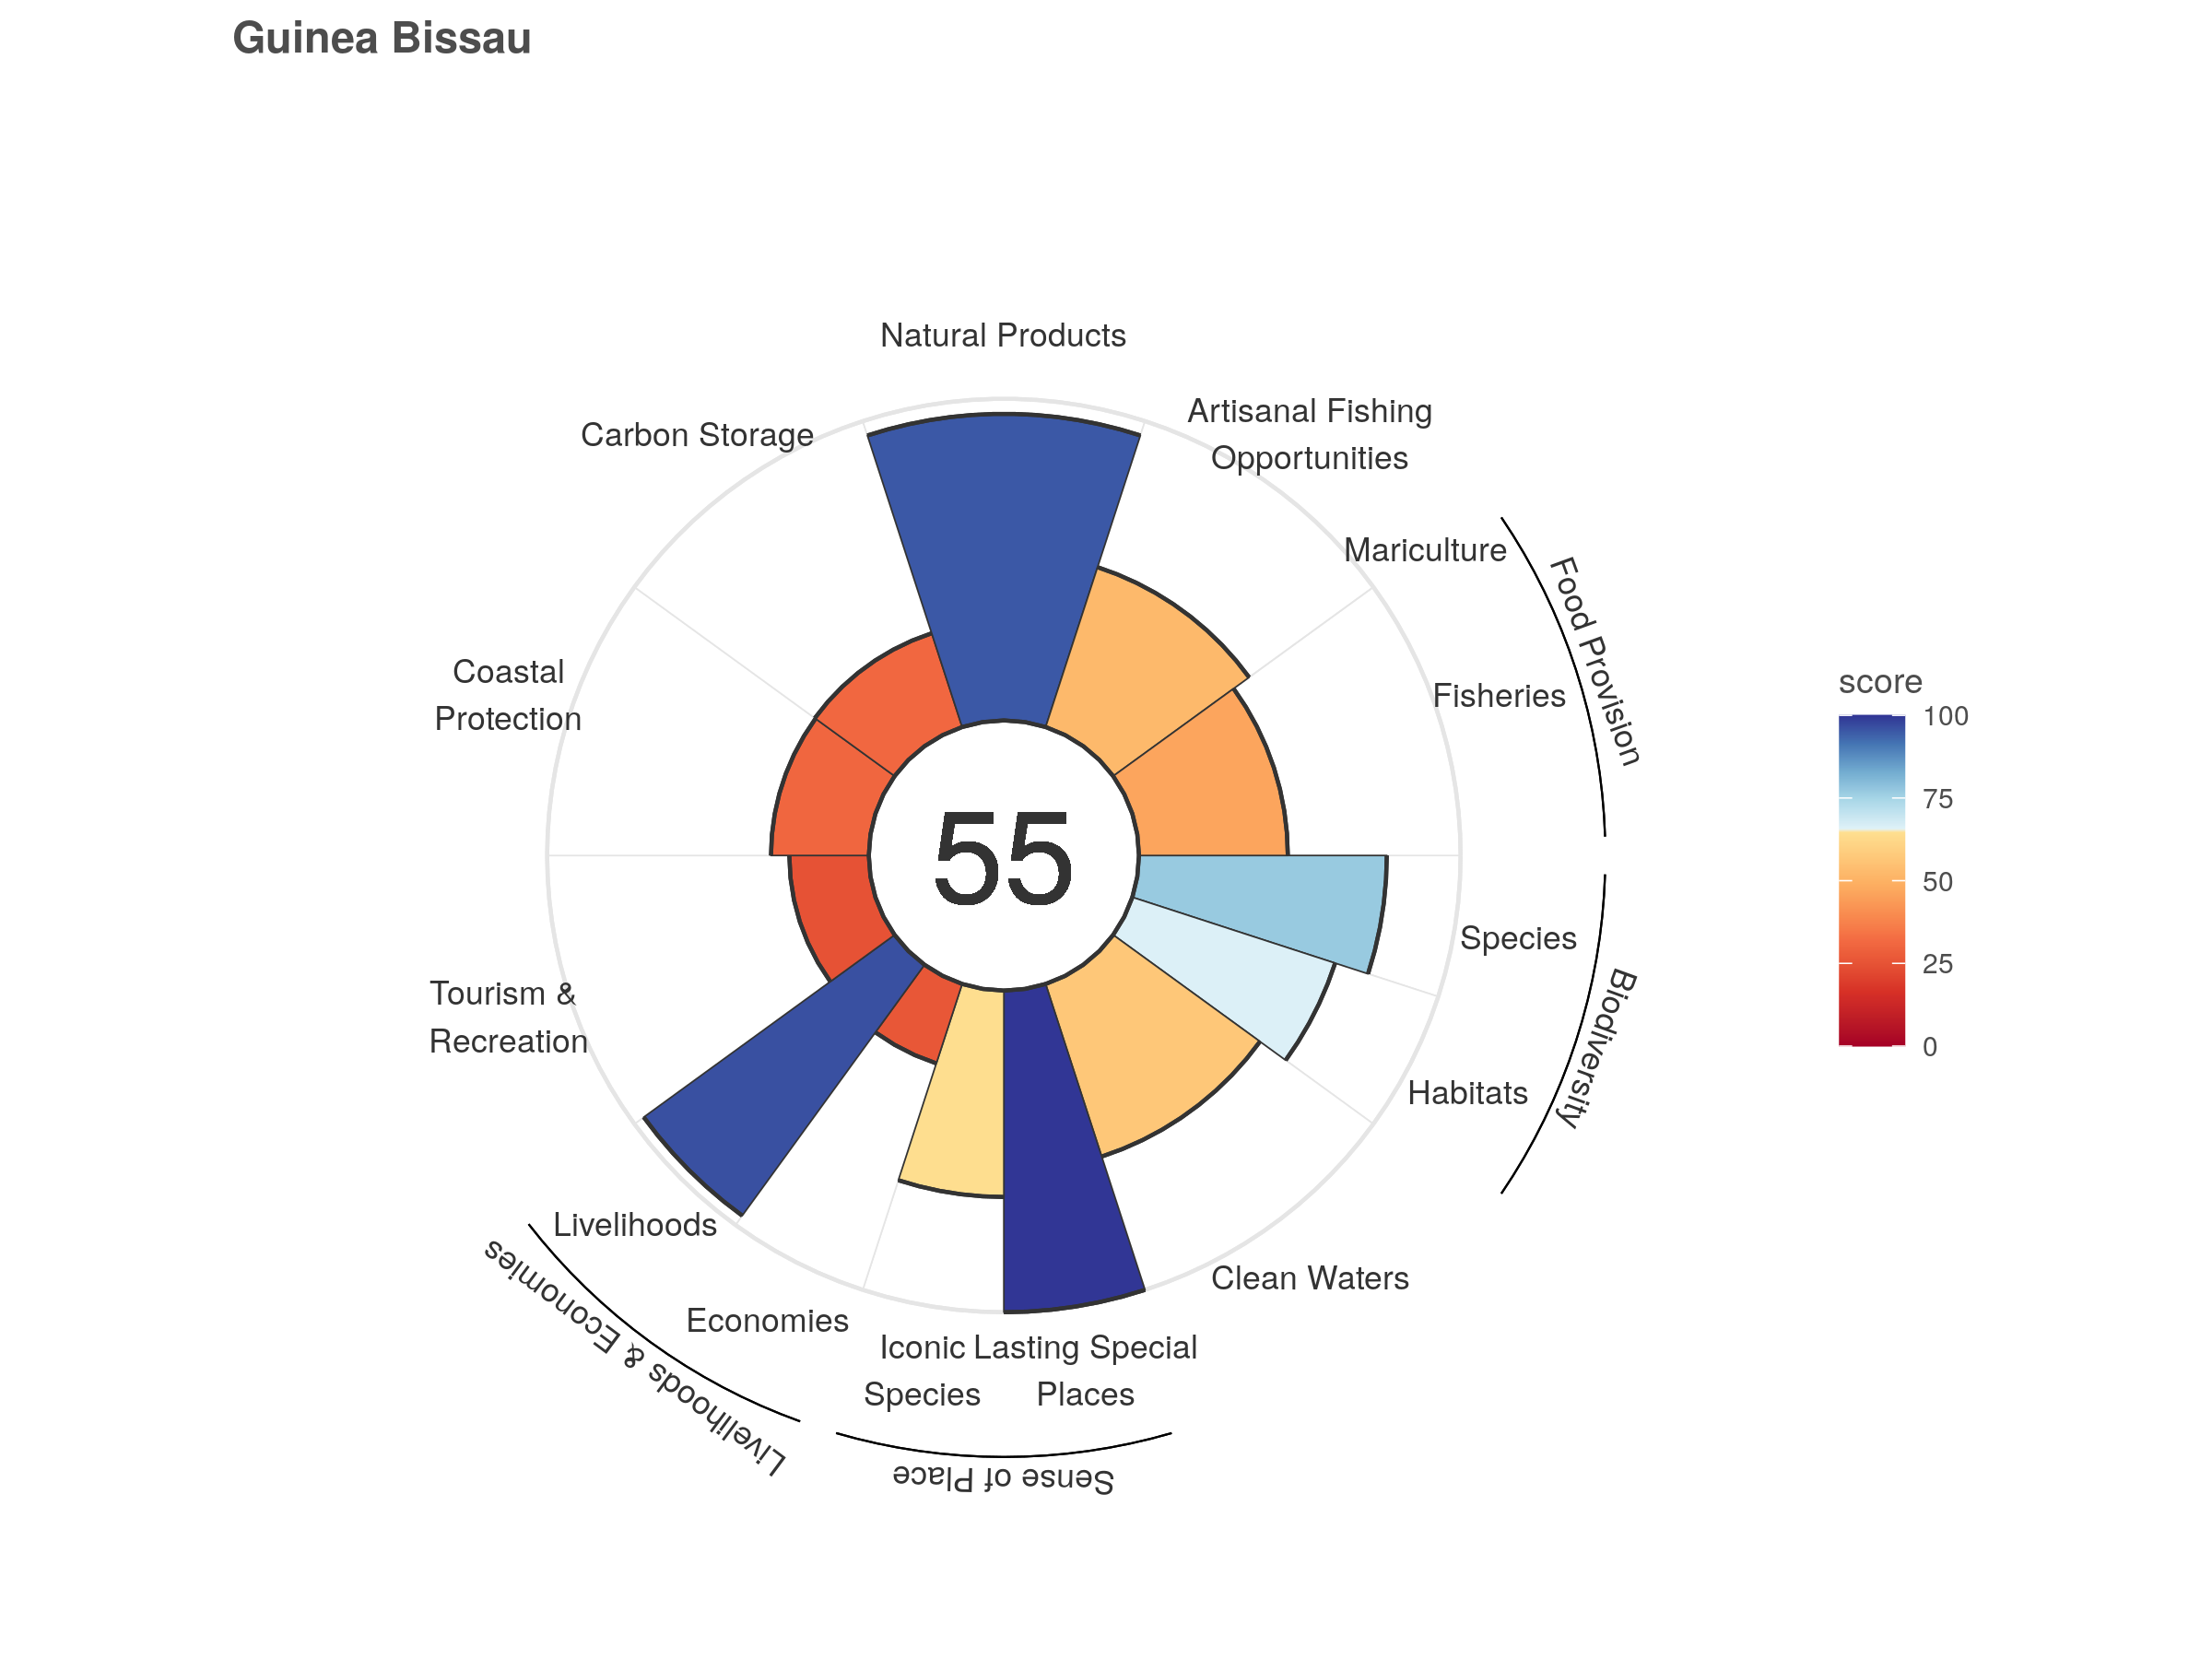 Guinea Bissau
Natural Products
Artisanal Fishing
Opportunities
Carbon Storage
Mariculture
Food Provision
Fisheries
Coastal
Protection
score
100
75
50
25
0
55
Species
Biodiversity
Tourism &
Recreation
Habitats
Livelihoods
Clean Waters
Livelihoods & Economies
Economies
Iconic
Species
Lasting Special
Places
Sense of Place